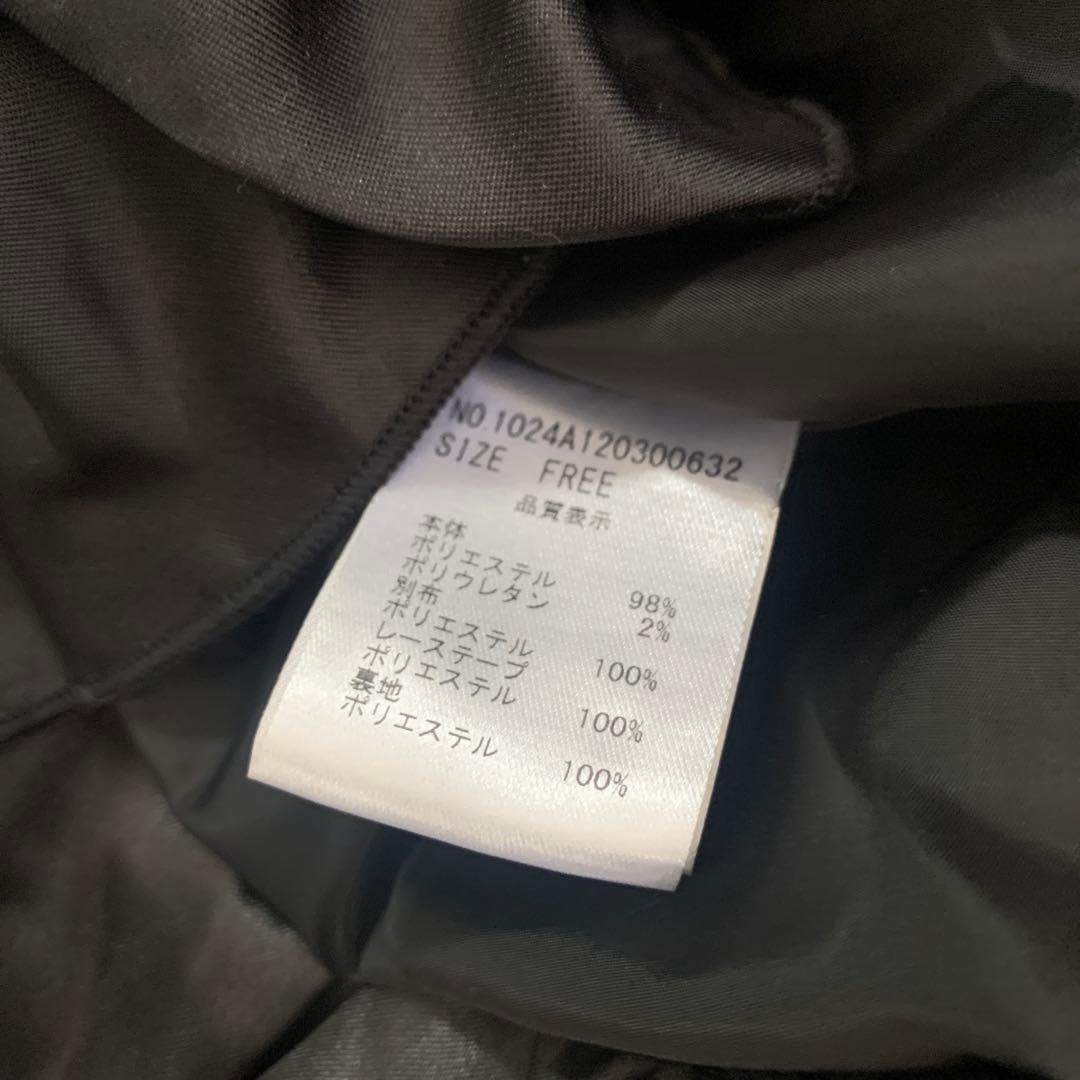 NO 1024A120300632
SIZE FREE
品質表示
本体
ポリエステル 98%
ポリウレタン 2%
別布
ポリエステル 100%
レーステープ
ポリエステル 100%
裏地
ポリエステル 100%